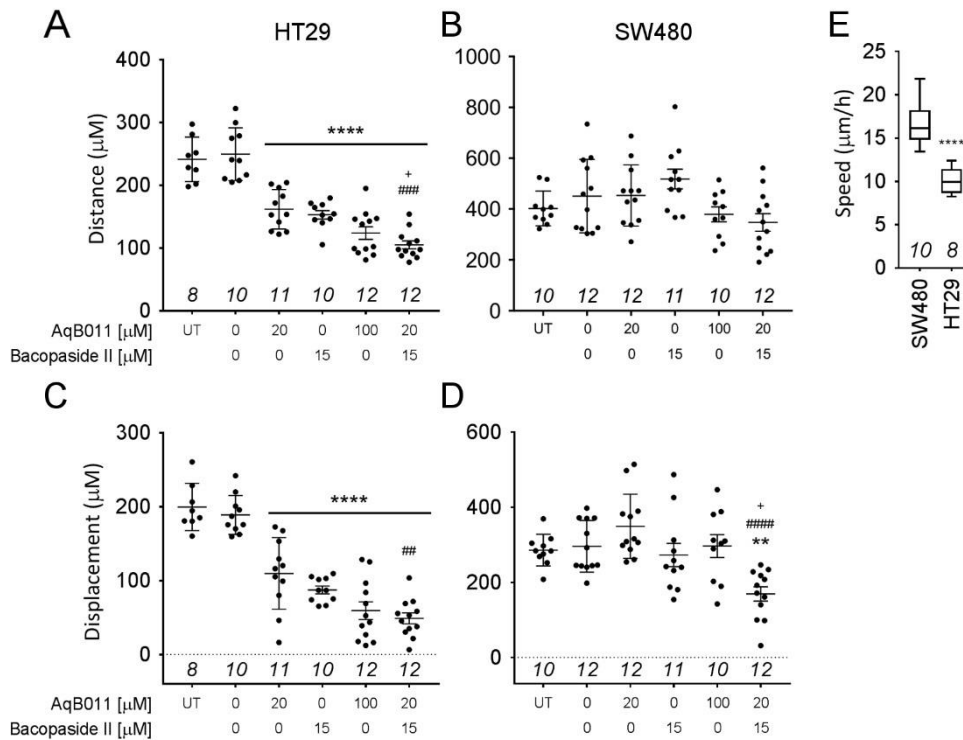 A
HT29
B
SW480
E
400
300
200
100
0
Distance (μM)
****
+
###
8 10 11 10 12 12
AqB011 [μM] UT 0 20 0 100 20
Bacopaside II [μM] 0 0 15 0 15
1000
800
600
400
200
0
10 12 12 11 10 12
UT 0 20 0 100 20
0 0 15 0 15
25
20
15
10
5
0
Speed (μm/h)
****
10 8
SW480
HT29
C
D
300
200
100
0
Displacement (μM)
****
##
8 10 11 10 12 12
AqB011 [μM] UT 0 20 0 100 20
Bacopaside II [μM] 0 0 15 0 15
600
400
200
0
+
####
**
10 12 12 11 10 12
UT 0 20 0 100 20
0 0 15 0 15